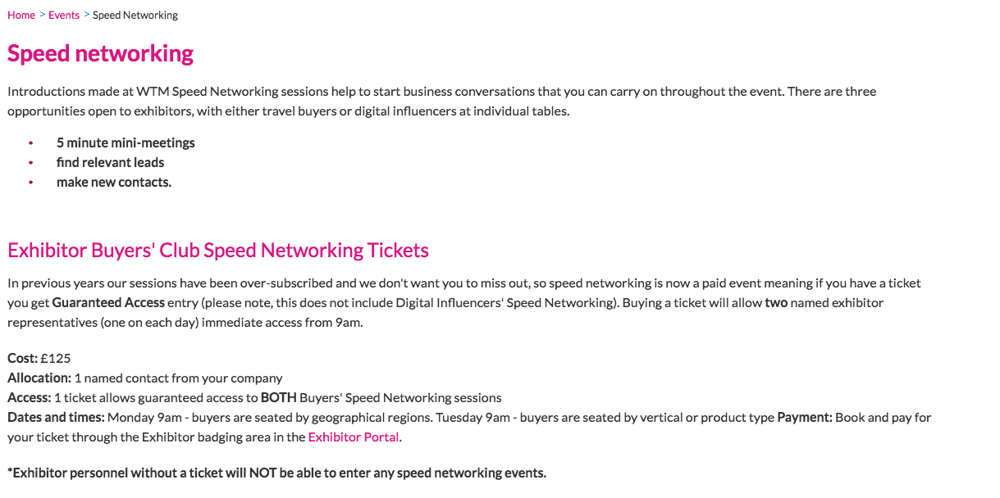 Home > Events > Speed Networking
Speed networking
Introductions made at WTM Speed Networking sessions help to start business conversations that you can carry on throughout the event. There are three
opportunities open to exhibitors, with either travel buyers or digital influencers at individual tables.
• 5 minute mini-meetings
• find relevant leads
• make new contacts.
Exhibitor Buyers' Club Speed Networking Tickets
In previous years our sessions have been over-subscribed and we don't want you to miss out, so speed networking is now a paid event meaning if you have a ticket
you get Guaranteed Access entry (please note, this does not include Digital Influencers' Speed Networking). Buying a ticket will allow two named exhibitor
representatives (one on each day) immediate access from 9am.
Cost: £125
Allocation: 1 named contact from your company
Access: 1 ticket allows guaranteed access to BOTH Buyers' Speed Networking sessions
Dates and times: Monday 9am - buyers are seated by geographical regions. Tuesday 9am - buyers are seated by vertical or product type Payment: Book and pay for
your ticket through the Exhibitor badging area in the Exhibitor Portal.
*Exhibitor personnel without a ticket will NOT be able to enter any speed networking events.